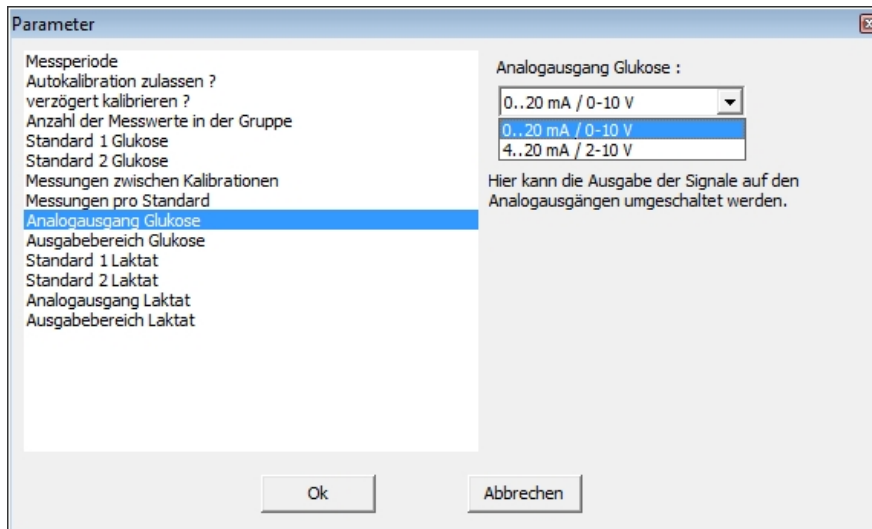 Parameter
Messperiode
Autokalibration zulassen ?
verzögert kalibrieren ?
Anzahl der Messwerte in der Gruppe
Standard 1 Glukose
Standard 2 Glukose
Messungen zwischen Kalibrationen
Messungen pro Standard
Analogausgang Glukose
Ausgabebereich Glukose
Standard 1 Laktat
Standard 2 Laktat
Analogausgang Laktat
Ausgabebereich Laktat
Analogausgang Glukose :
0..20 mA / 0-10 V
0..20 mA / 0-10 V
4..20 mA / 2-10 V
Hier kann die Ausgabe der Signale auf den
Analogausgängen umgeschaltet werden.
Ok
Abbrechen